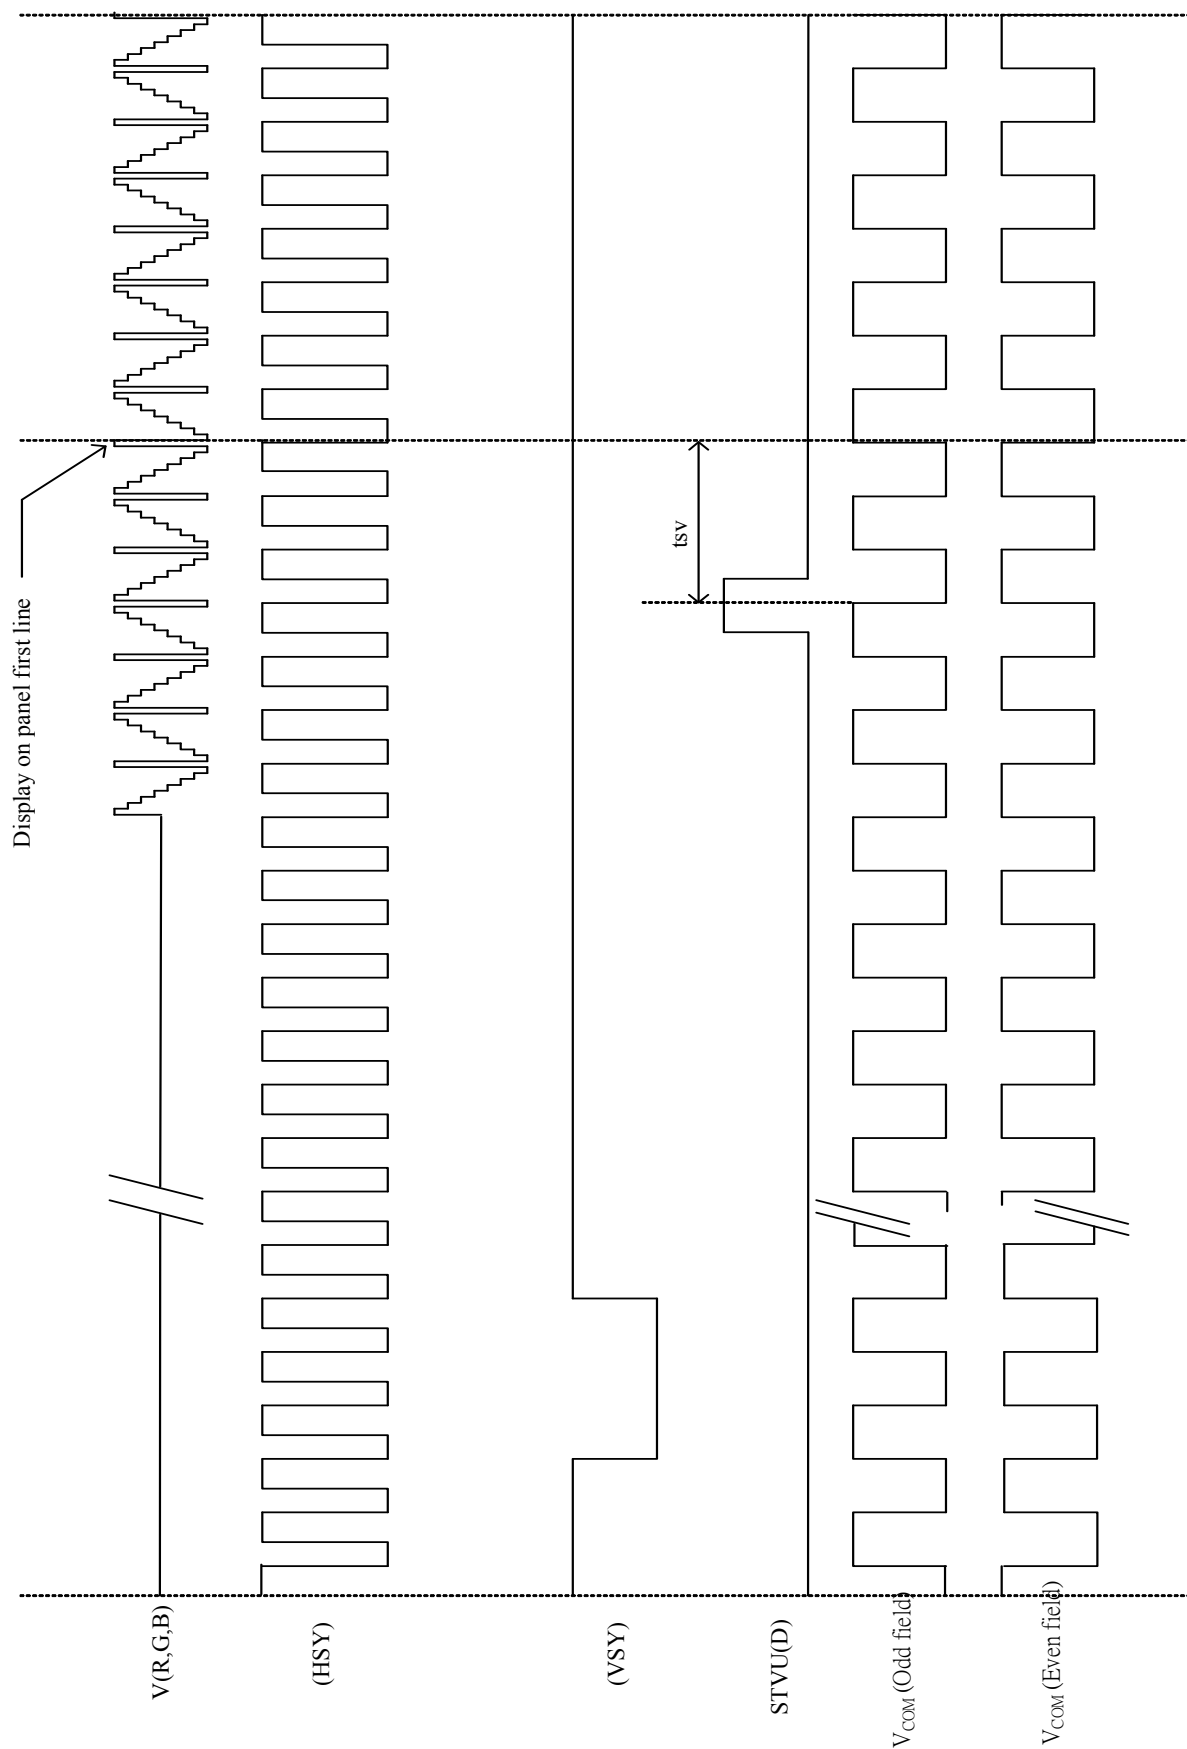 Display on panel first line
V(R,G,B)
(HSY)
(VSY)
tsv
STVU(D)
VCOM (Odd field)
VCOM (Even field)